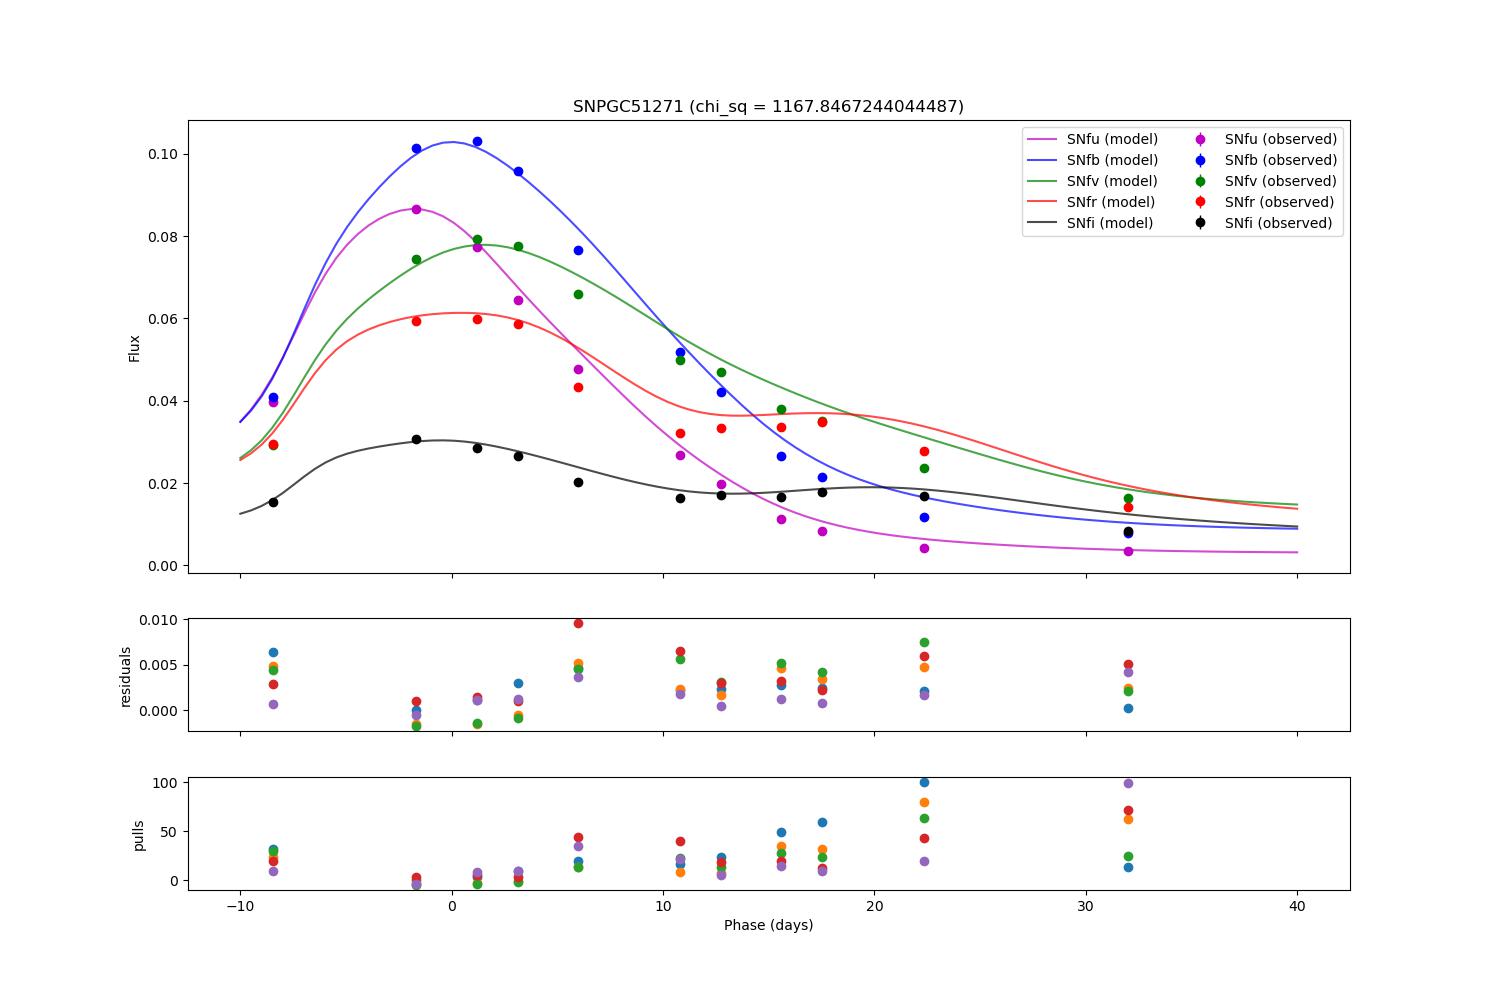 SNPGC51271 (chi_sq = 1167.8467244044487)
0.10
0.08
0.06
0.04
0.02
0.00
Flux
SNfu (model) SNfu (observed)
SNfb (model) SNfb (observed)
SNfv (model) SNfv (observed)
SNfr (model) SNfr (observed)
SNfi (model) SNfi (observed)
0.010
0.005
0.000
residuals
100
50
0
pulls
−10 0 10 20 30 40
Phase (days)